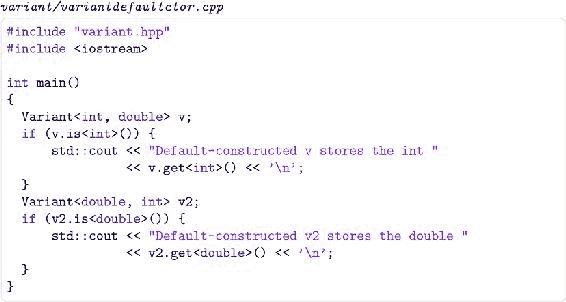 variant/variantdefaultctor.cpp
#include "variant.hpp"
#include <iostream>
int main()
{
  Variant<int, double> v;
  if (v.is<int>()) {
      std::cout << "Default-constructed v stores the int "
                << v.get<int>() << '\n';
  }
  Variant<double, int> v2;
  if (v2.is<double>()) {
      std::cout << "Default-constructed v2 stores the double "
                << v2.get<double>() << '\n';
  }
}